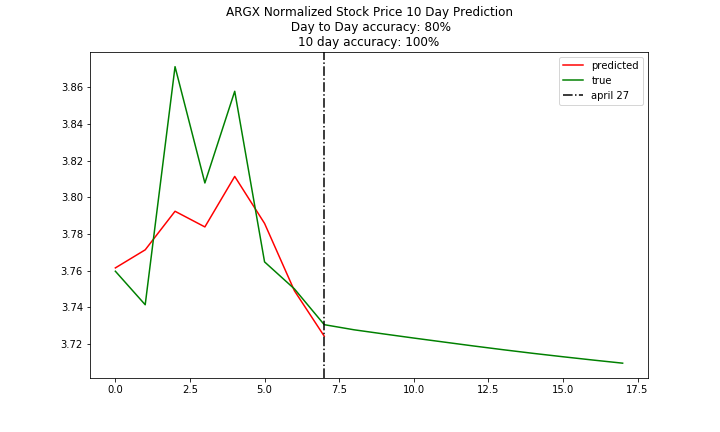 ARGX Normalized Stock Price 10 Day Prediction
Day to Day accuracy: 80%
10 day accuracy: 100%
predicted
true
april 27
3.86
3.84
3.82
3.80
3.78
3.76
3.74
3.72
0.0 2.5 5.0 7.5 10.0 12.5 15.0 17.5